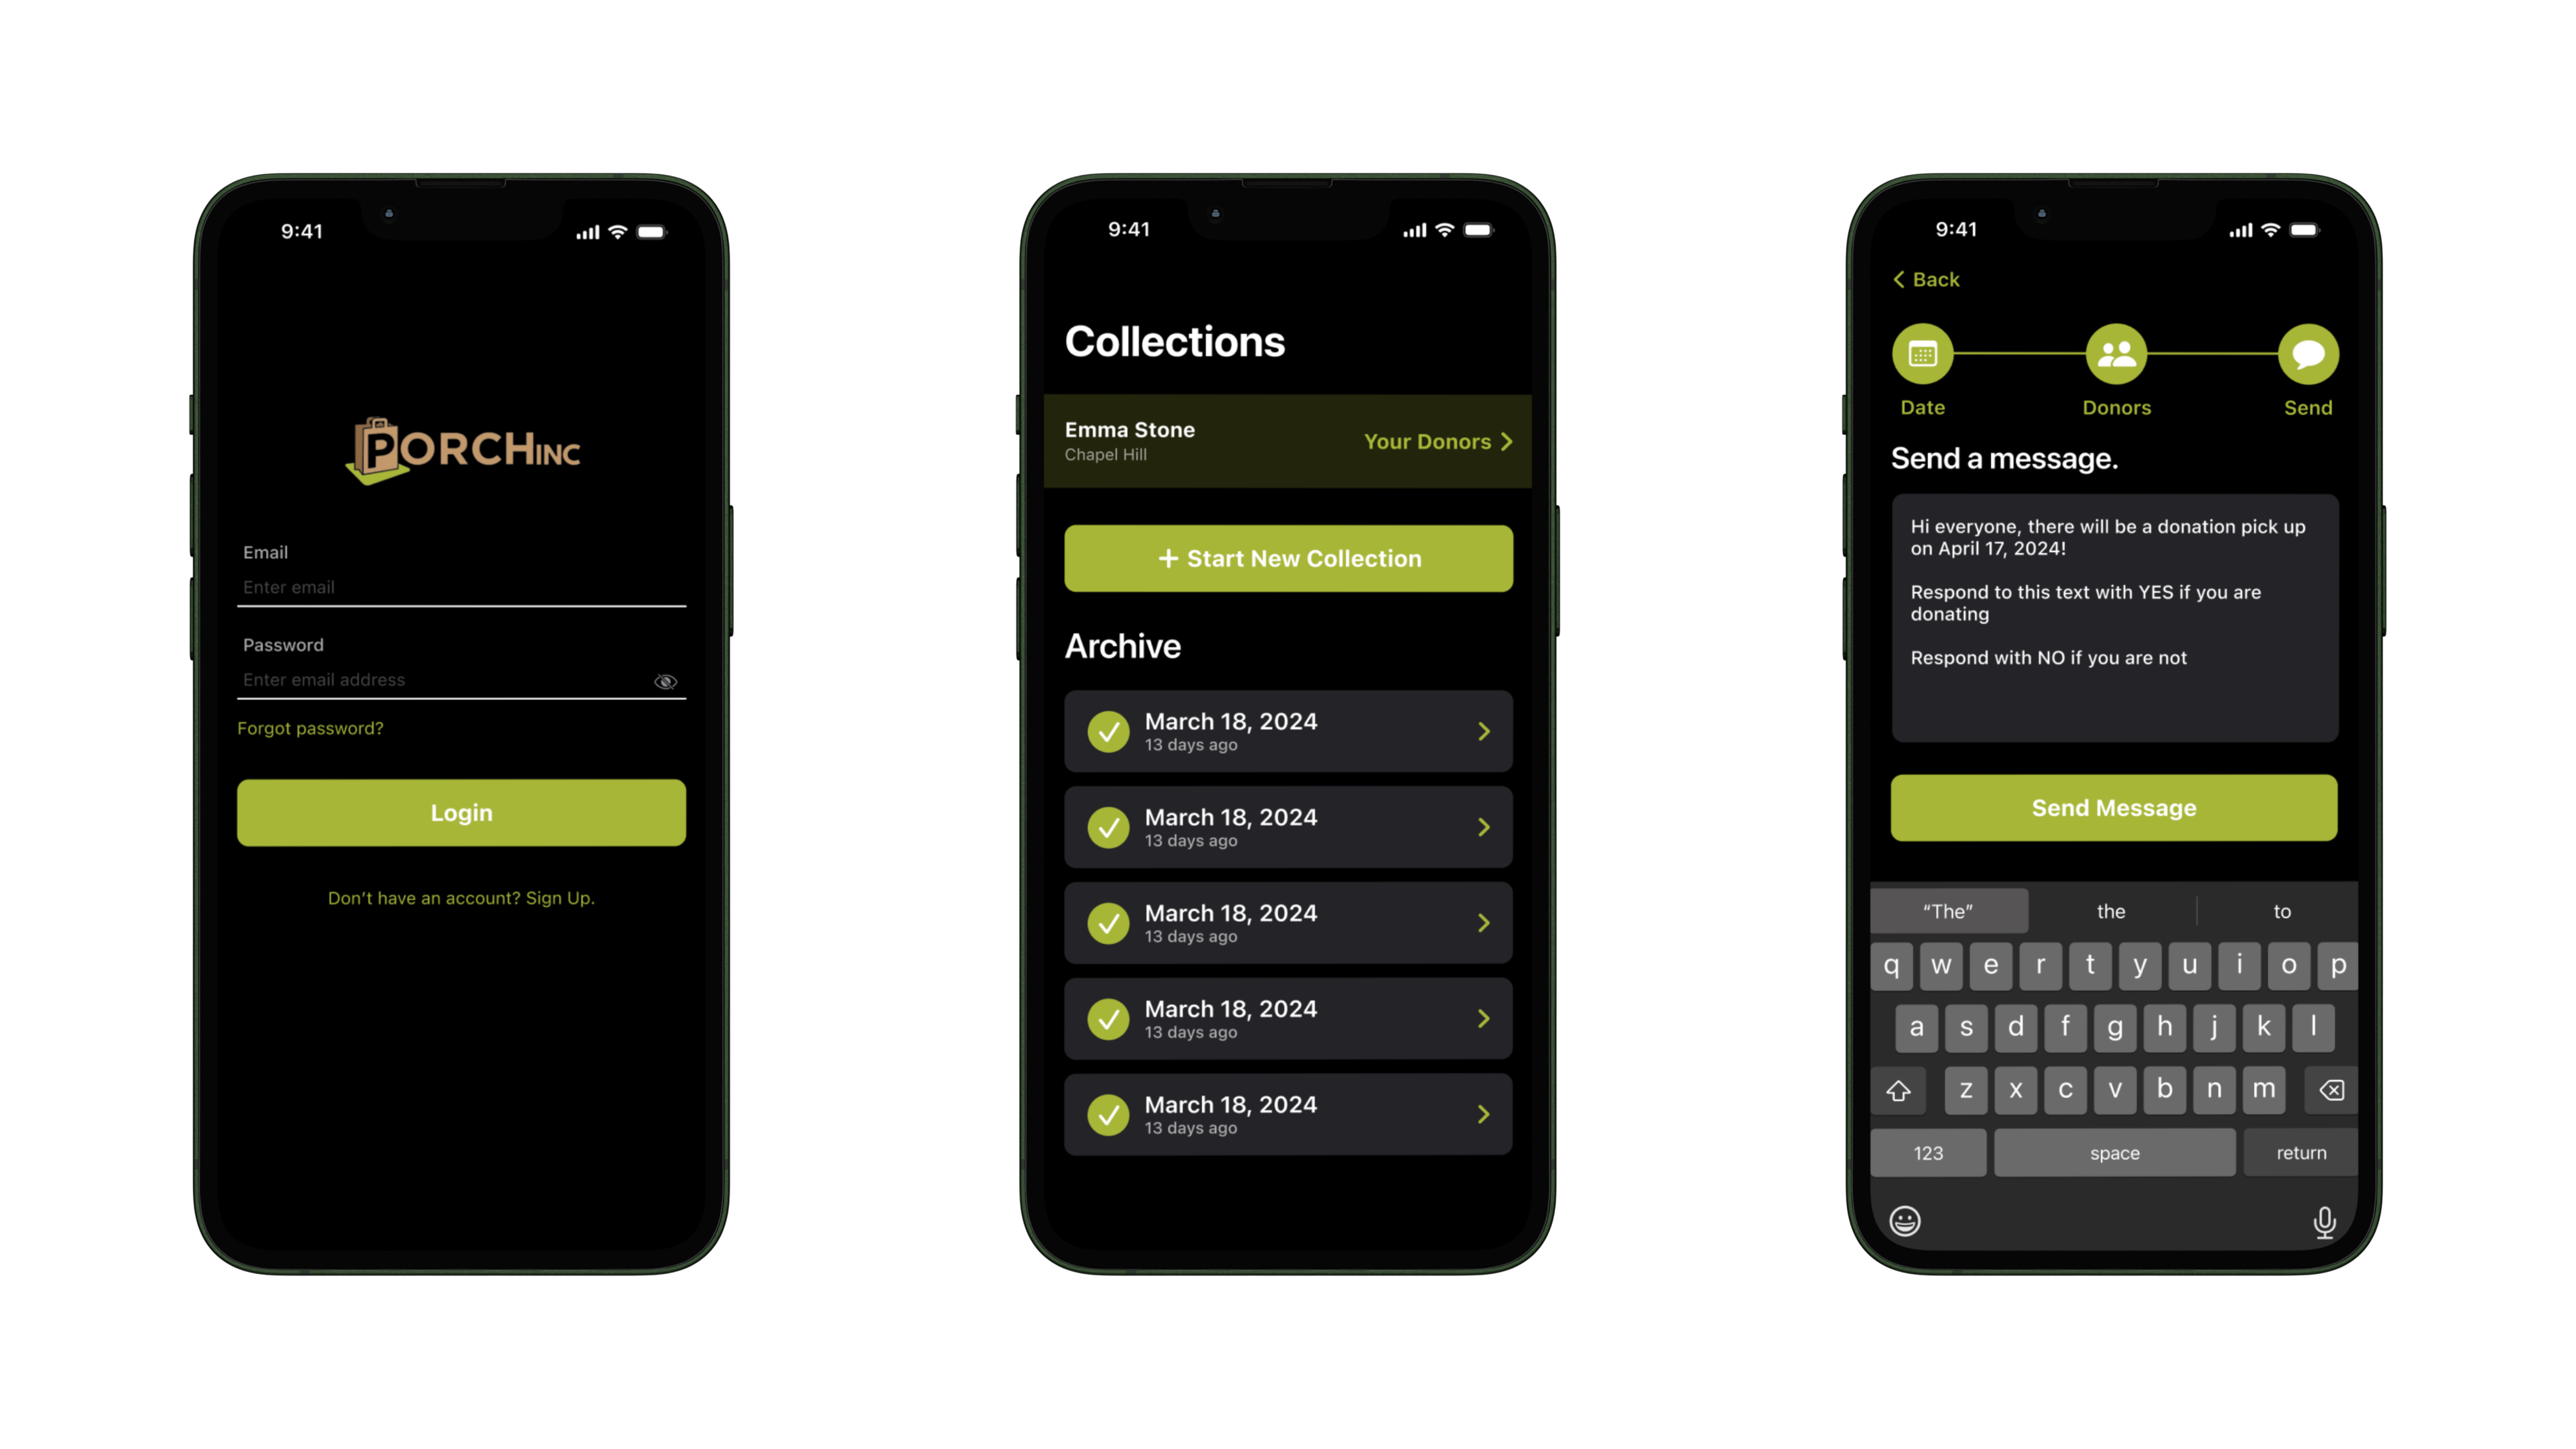 9:41
PORCHINC
Email
Enter email
Password
Enter email address
Forgot password?
Login
Don't have an account? Sign Up.
9:41
Collections
Emma Stone
Chapel Hill
Your Donors
+ Start New Collection
Archive
March 18, 2024
13 days ago
March 18, 2024
13 days ago
March 18, 2024
13 days ago
March 18, 2024
13 days ago
March 18, 2024
13 days ago
9:41
Back
Date Donors Send
Send a message.
Hi everyone, there will be a donation pick up
on April 17, 2024!
Respond to this text with YES if you are
donating
Respond with NO if you are not
Send Message
“The” the to
q w e r t y u i o p
a s d f g h j k l
z x c v b n m
123 space return